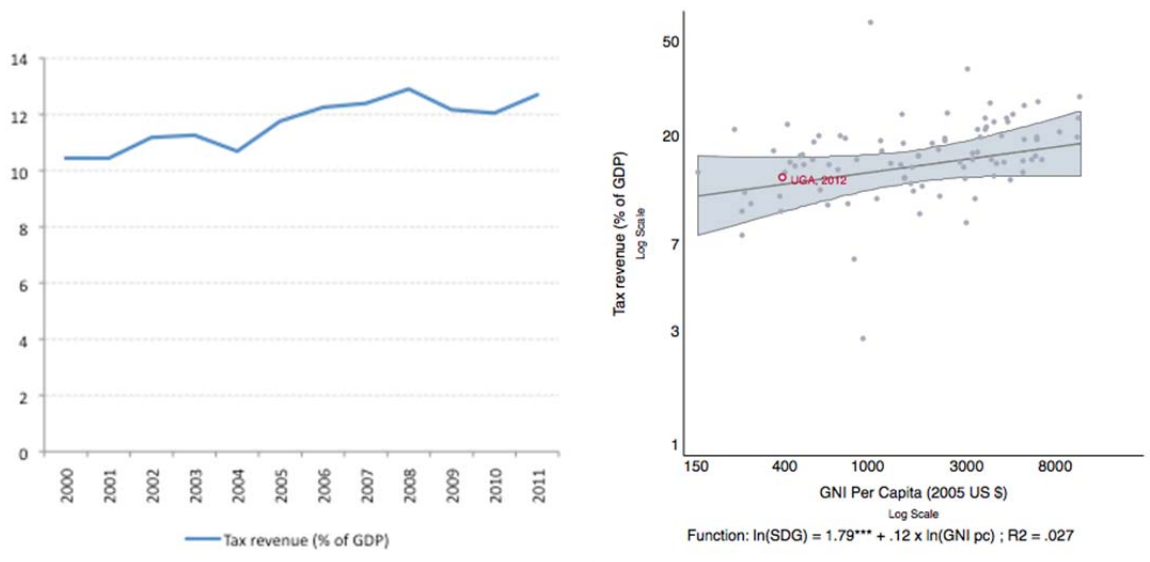 14
12
10
8
6
4
2
0
2000 2001 2002 2003 2004 2005 2006 2007 2008 2009 2010 2011
Tax revenue (% of GDP)
Tax revenue (% of GDP)
Log Scale
50
20
7
3
1
UGA, 2012
150 400 1000 3000 8000
GNI Per Capita (2005 US $)
Log Scale
Function: ln(SDG) = 1.79*** + .12 x ln(GNI pc) ; R2 = .027